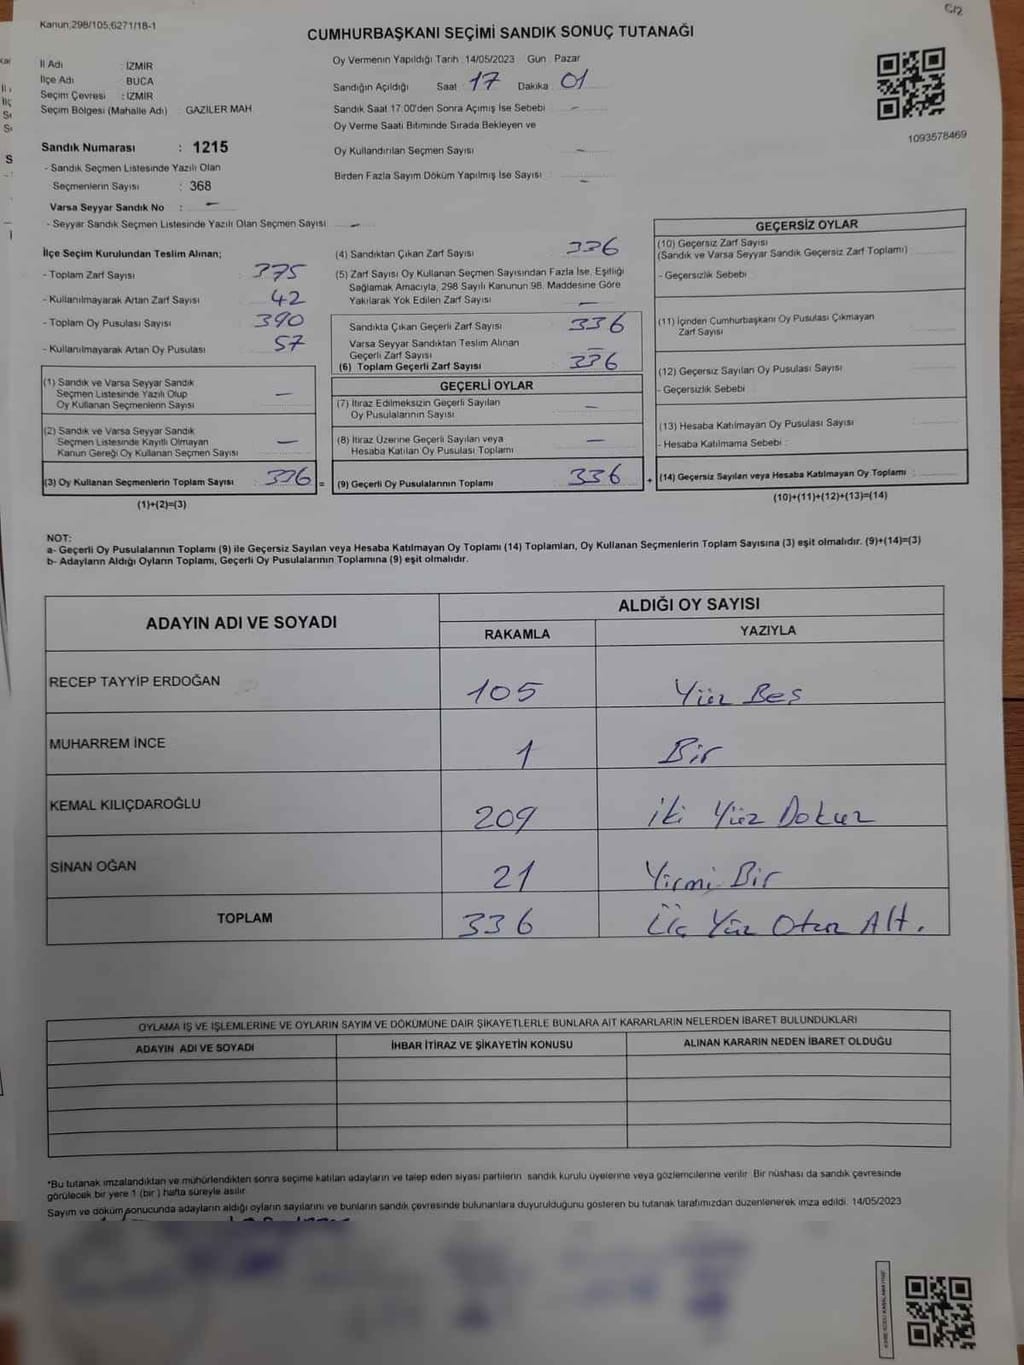 C/2
Kanun,298/105,6271/18-1
CUMHURBAŞKANI SEÇİMİ SANDIK SONUÇ TUTANAĞI
İl Adı : İZMİR
İlçe Adı : BUCA
Seçim Çevresi : İZMİR
Seçim Bölgesi (Mahalle Adı) GAZİLER MAH
Sandık Numarası : 1215
- Sandık Seçmen Listesinde Yazılı Olan
Seçmenlerin Sayısı : 368
Varsa Seyyar Sandık No : -
- Seyyar Sandık Seçmen Listesinde Yazılı Olan Seçmen Sayısı -
Oy Vermenin Yapıldığı Tarih 14/05/2023 Gün Pazar
Sandığın Açıldığı Saat 17 Dakika 01
Sandık Saat 17.00'den Sonra Açımış İse Sebebi -
Oy Verme Saati Bitiminde Sırada Bekleyen ve
Oy Kullandırılan Seçmen Sayısı -
Birden Fazla Sayım Döküm Yapılmış İse Sayısı -
1093578469
İlçe Seçim Kurulundan Teslim Alınan;
- Toplam Zarf Sayısı 375
- Kullanılmayarak Artan Zarf Sayısı 42
- Toplam Oy Pusulası Sayısı 390
- Kullanılmayarak Artan Oy Pusulası 57
(1) Sandık ve Varsa Seyyar Sandık
Seçmen Listesinde Yazılı Olup
Oy Kullanan Seçmenlerin Sayısı -
(2) Sandık ve Varsa Seyyar Sandık
Seçmen Listesinde Kayıtlı Olmayan
Kanun Gereği Oy Kullanan Seçmen Sayısı -
(3) Oy Kullanan Seçmenlerin Toplam Sayısı : 336 =
(1)+(2)=(3)
(4) Sandıktan Çıkan Zarf Sayısı 336
(5) Zarf Sayısı Oy Kullanan Seçmen Sayısından Fazla İse, Eşitliği
Sağlamak Amacıyla, 298 Sayılı Kanunun 98. Maddesine Göre
Yakılarak Yok Edilen Zarf Sayısı -
Sandıkta Çıkan Geçerli Zarf Sayısı 336
Varsa Seyyar Sandıktan Teslim Alınan
Geçerli Zarf Sayısı -
(6) Toplam Geçerli Zarf Sayısı 336
GEÇERLİ OYLAR
(7) İtiraz Edilmeksizin Geçerli Sayılan
Oy Pusulalarının Sayısı -
(8) İtiraz Üzerine Geçerli Sayılan veya
Hesaba Katılan Oy Pusulası Toplamı -
(9) Geçerli Oy Pusulalarının Toplamı 336 +
GEÇERSİZ OYLAR
(10) Geçersiz Zarf Sayısı
(Sandık ve Varsa Seyyar Sandık Geçersiz Zarf Toplamı)
- Geçersizlik Sebebi
(11) İçinden Cumhurbaşkanı Oy Pusulası Çıkmayan
Zarf Sayısı
(12) Geçersiz Sayılan Oy Pusulası Sayısı
- Geçersizlik Sebebi
(13) Hesaba Katılmayan Oy Pusulası Sayısı
- Hesaba Katılmama Sebebi :
(14) Geçersiz Sayılan veya Hesaba Katılmayan Oy Toplamı
(10)+(11)+(12)+(13)=(14)
NOT:
a- Geçerli Oy Pusulalarının Toplamı (9) ile Geçersiz Sayılan veya Hesaba Katılmayan Oy Toplamı (14) Toplamları, Oy Kullanan Seçmenlerin Toplam Sayısına (3) eşit olmalıdır. (9)+(14)=(3)
b- Adayların Aldığı Oyların Toplamı, Geçerli Oy Pusulalarının Toplamına (9) eşit olmalıdır.
ADAYIN ADI VE SOYADI
ALDIĞI OY SAYISI
RAKAMLA YAZIYLA
RECEP TAYYİP ERDOĞAN 105 Yüz Beş
MUHARREM İNCE 1 Bir
KEMAL KILIÇDAROĞLU 209 iki Yüz Dokuz
SİNAN OĞAN 21 Yirmi Bir
TOPLAM 336 Üç Yüz Otuz Altı
OYLAMA İŞ VE İŞLEMLERİNE VE OYLARIN SAYIM VE DÖKÜMÜNE DAİR ŞİKAYETLERLE BUNLARA AİT KARARLARIN NELERDEN İBARET BULUNDUKLARI
ADAYIN ADI VE SOYADI İHBAR İTİRAZ VE ŞİKAYETİN KONUSU ALINAN KARARIN NEDEN İBARET OLDUĞU
*Bu tutanak imzalandıktan ve mühürlendikten sonra seçime katılan adayların ve talep eden siyasi partilerin sandık kurulu üyelerine veya gözlemcilerine verilir. Bir nüshası da sandık çevresinde
görülecek bir yere 1 (bir ) hafta süreyle asılır.
Sayım ve döküm sonucunda adayların aldığı oyların sayılarını ve bunların sandık çevresinde bulunanlara duyurulduğunu gösteren bu tutanak tarafımızdan düzenlenerek imza edildi. 14/05/2023